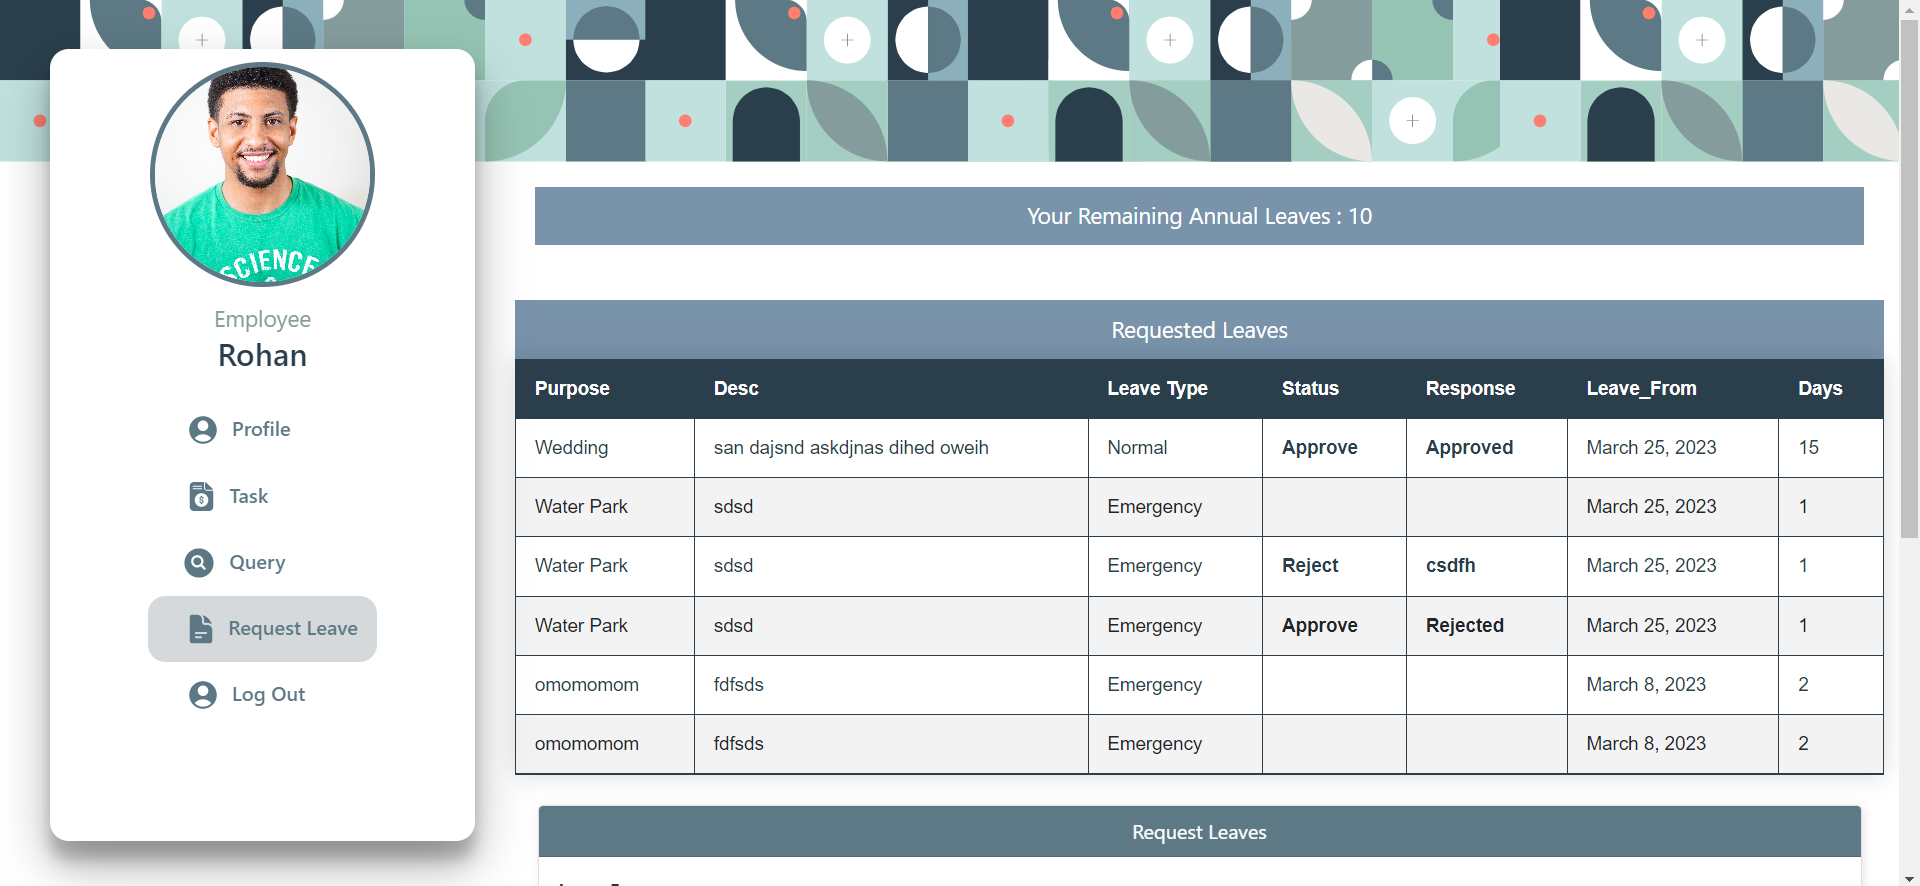 SCIENCE
Employee
Rohan
Profile
Task
Query
Request Leave
Log Out
Your Remaining Annual Leaves : 10
Requested Leaves
Purpose Desc Leave Type Status Response Leave_From Days
Wedding san dajsnd askdjnas dihed oweih Normal Approve Approved March 25, 2023 15
Water Park sdsd Emergency March 25, 2023 1
Water Park sdsd Emergency Reject csdfh March 25, 2023 1
Water Park sdsd Emergency Approve Rejected March 25, 2023 1
omomomom fdfsds Emergency March 8, 2023 2
omomomom fdfsds Emergency March 8, 2023 2
Request Leaves